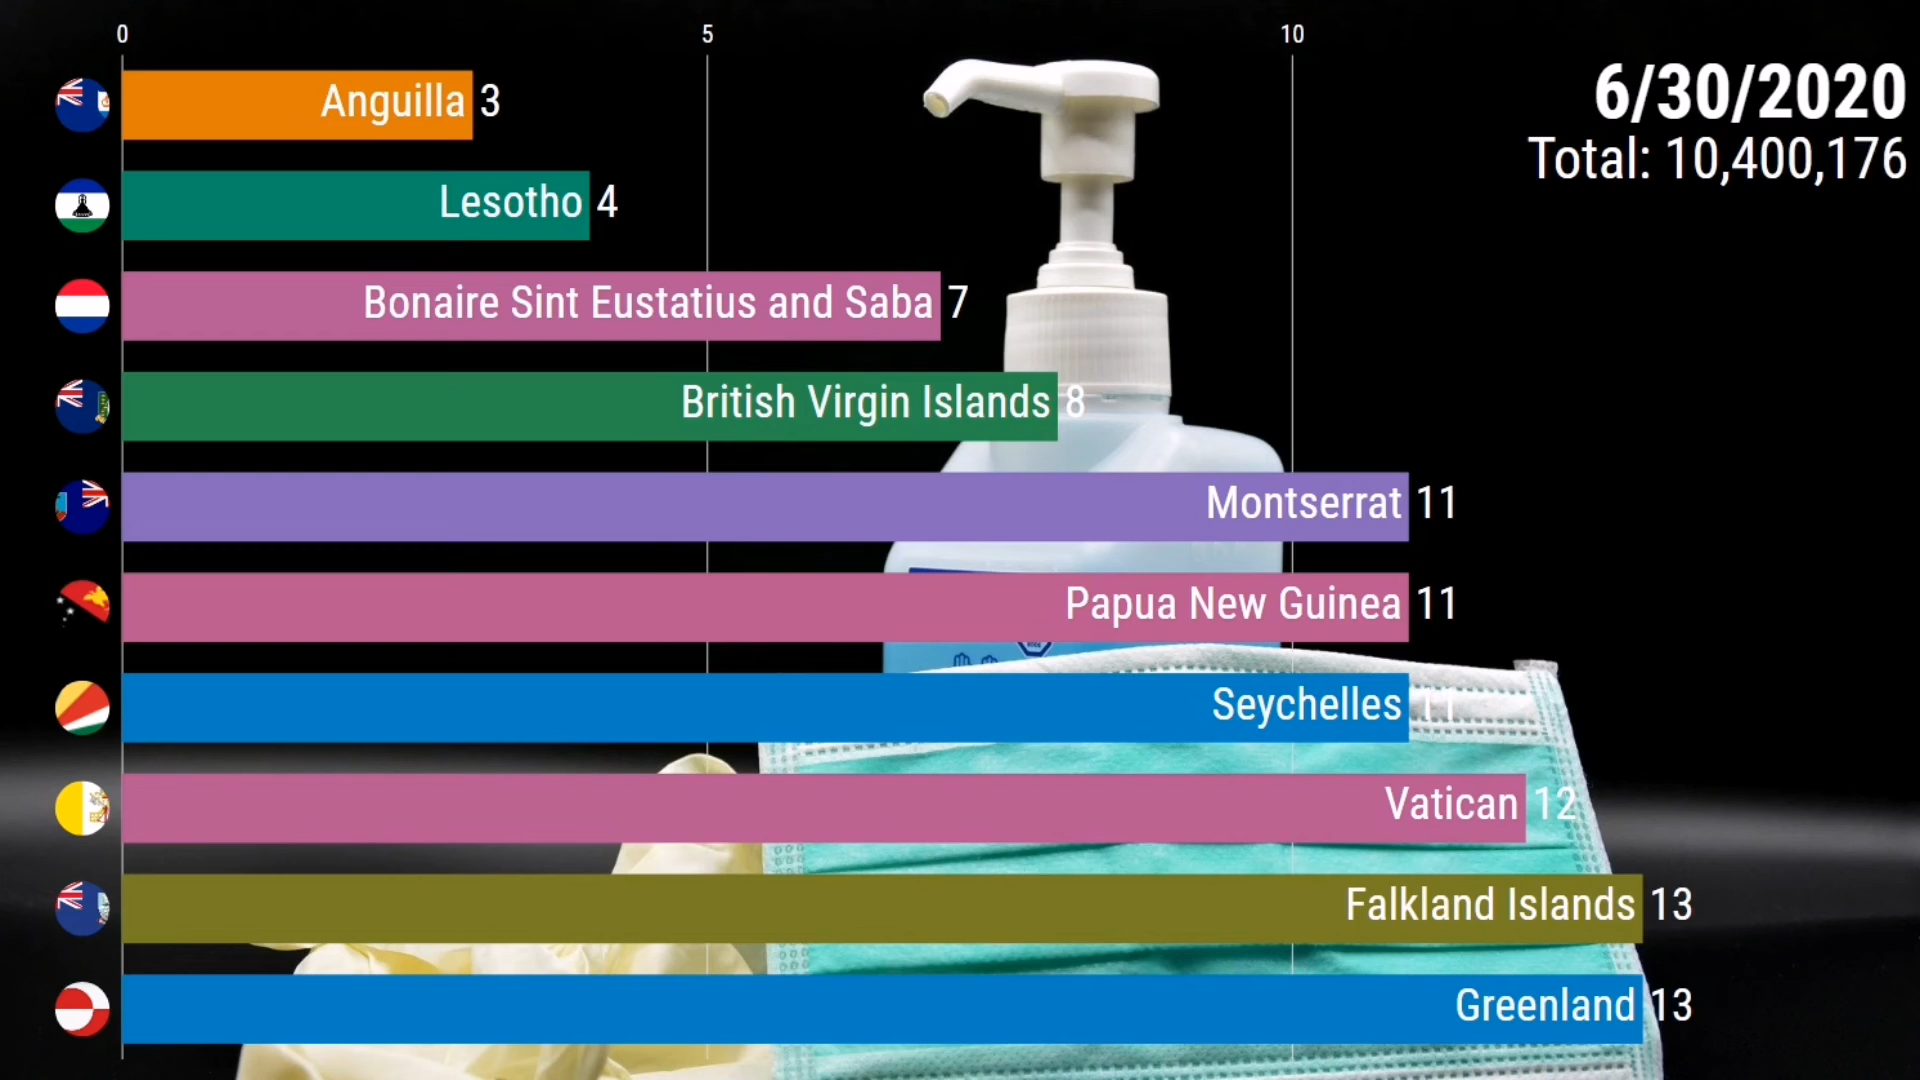 0 5 10
6/30/2020
Total: 10,400,176
Anguilla 3
Lesotho 4
Bonaire Sint Eustatius and Saba 7
British Virgin Islands 8
Montserrat 11
Papua New Guinea 11
Seychelles 11
Vatican 12
Falkland Islands 13
Greenland 13